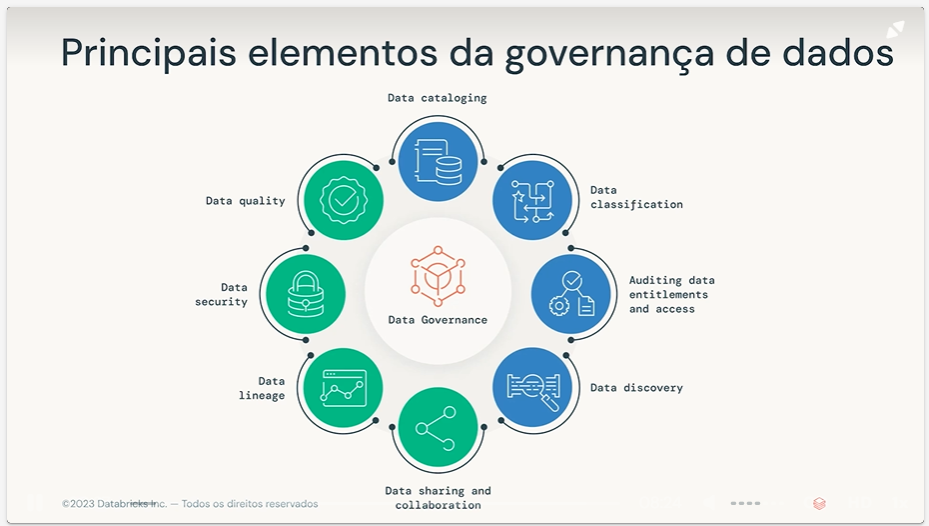 Principais elementos da governança de dados
Data cataloging
Data
classification
Auditing data
entitlements
and access
Data discovery
Data sharing and
collaboration
Data
lineage
Data
security
Data quality
Data Governance
©2023 Databricks Inc. — Todos os direitos reservados